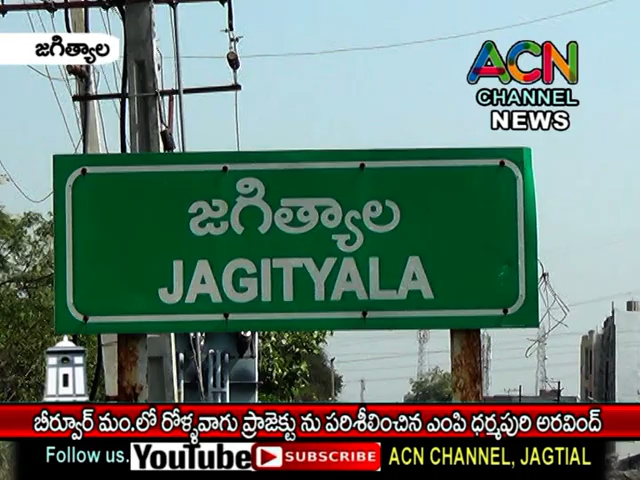 జగిత్యాల
ACN
CHANNEL
NEWS
జగిత్యాల
JAGITYALA
బీర్పూర్ మం.లో రోళ్ళవాగు ప్రాజెక్టు ను పరిశీలించిన ఎంపి ధర్మపురి అరవింద్
Follow us. YouTube SUBSCRIBE ACN CHANNEL, JAGTIAL